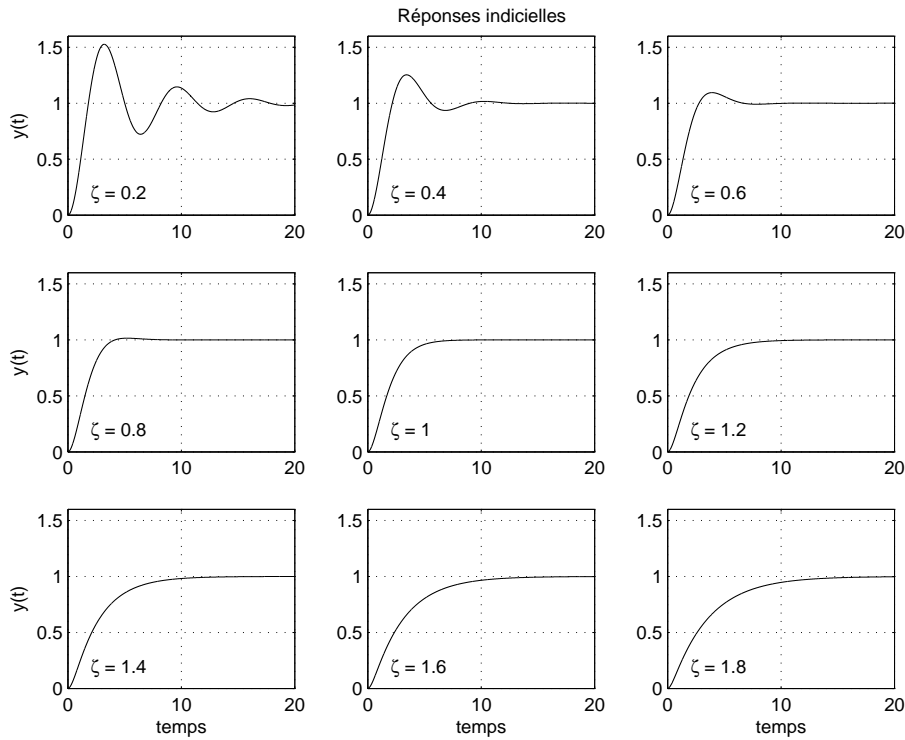 Réponses indicielles
y(t)
1.5
1
0.5
0
ζ = 0.2
0 10 20
1.5
1
0.5
0
ζ = 0.4
0 10 20
1.5
1
0.5
0
ζ = 0.6
0 10 20
y(t)
1.5
1
0.5
0
ζ = 0.8
0 10 20
1.5
1
0.5
0
ζ = 1
0 10 20
1.5
1
0.5
0
ζ = 1.2
0 10 20
y(t)
1.5
1
0.5
0
ζ = 1.4
0 10 20
temps
1.5
1
0.5
0
ζ = 1.6
0 10 20
temps
1.5
1
0.5
0
ζ = 1.8
0 10 20
temps